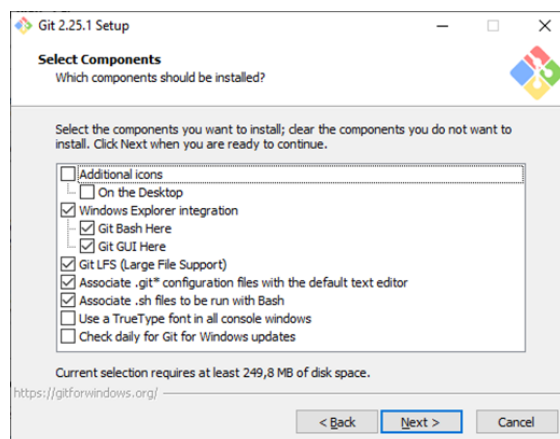 Git 2.25.1 Setup
Select Components
Which components should be installed?
Select the components you want to install; clear the components you do not want to
install. Click Next when you are ready to continue.
Additional icons
On the Desktop
Windows Explorer integration
Git Bash Here
Git GUI Here
Git LFS (Large File Support)
Associate .git* configuration files with the default text editor
Associate .sh files to be run with Bash
Use a TrueType font in all console windows
Check daily for Git for Windows updates
Current selection requires at least 249,8 MB of disk space.
https://gitforwindows.org/
< Back
Next >
Cancel